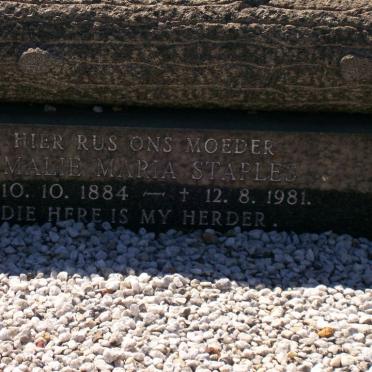 HIER RUS ONS MOEDER
MALIE MARIA STAPLES
10.10.1884 — † 12.8.1981.
DIE HERE IS MY HERDER.